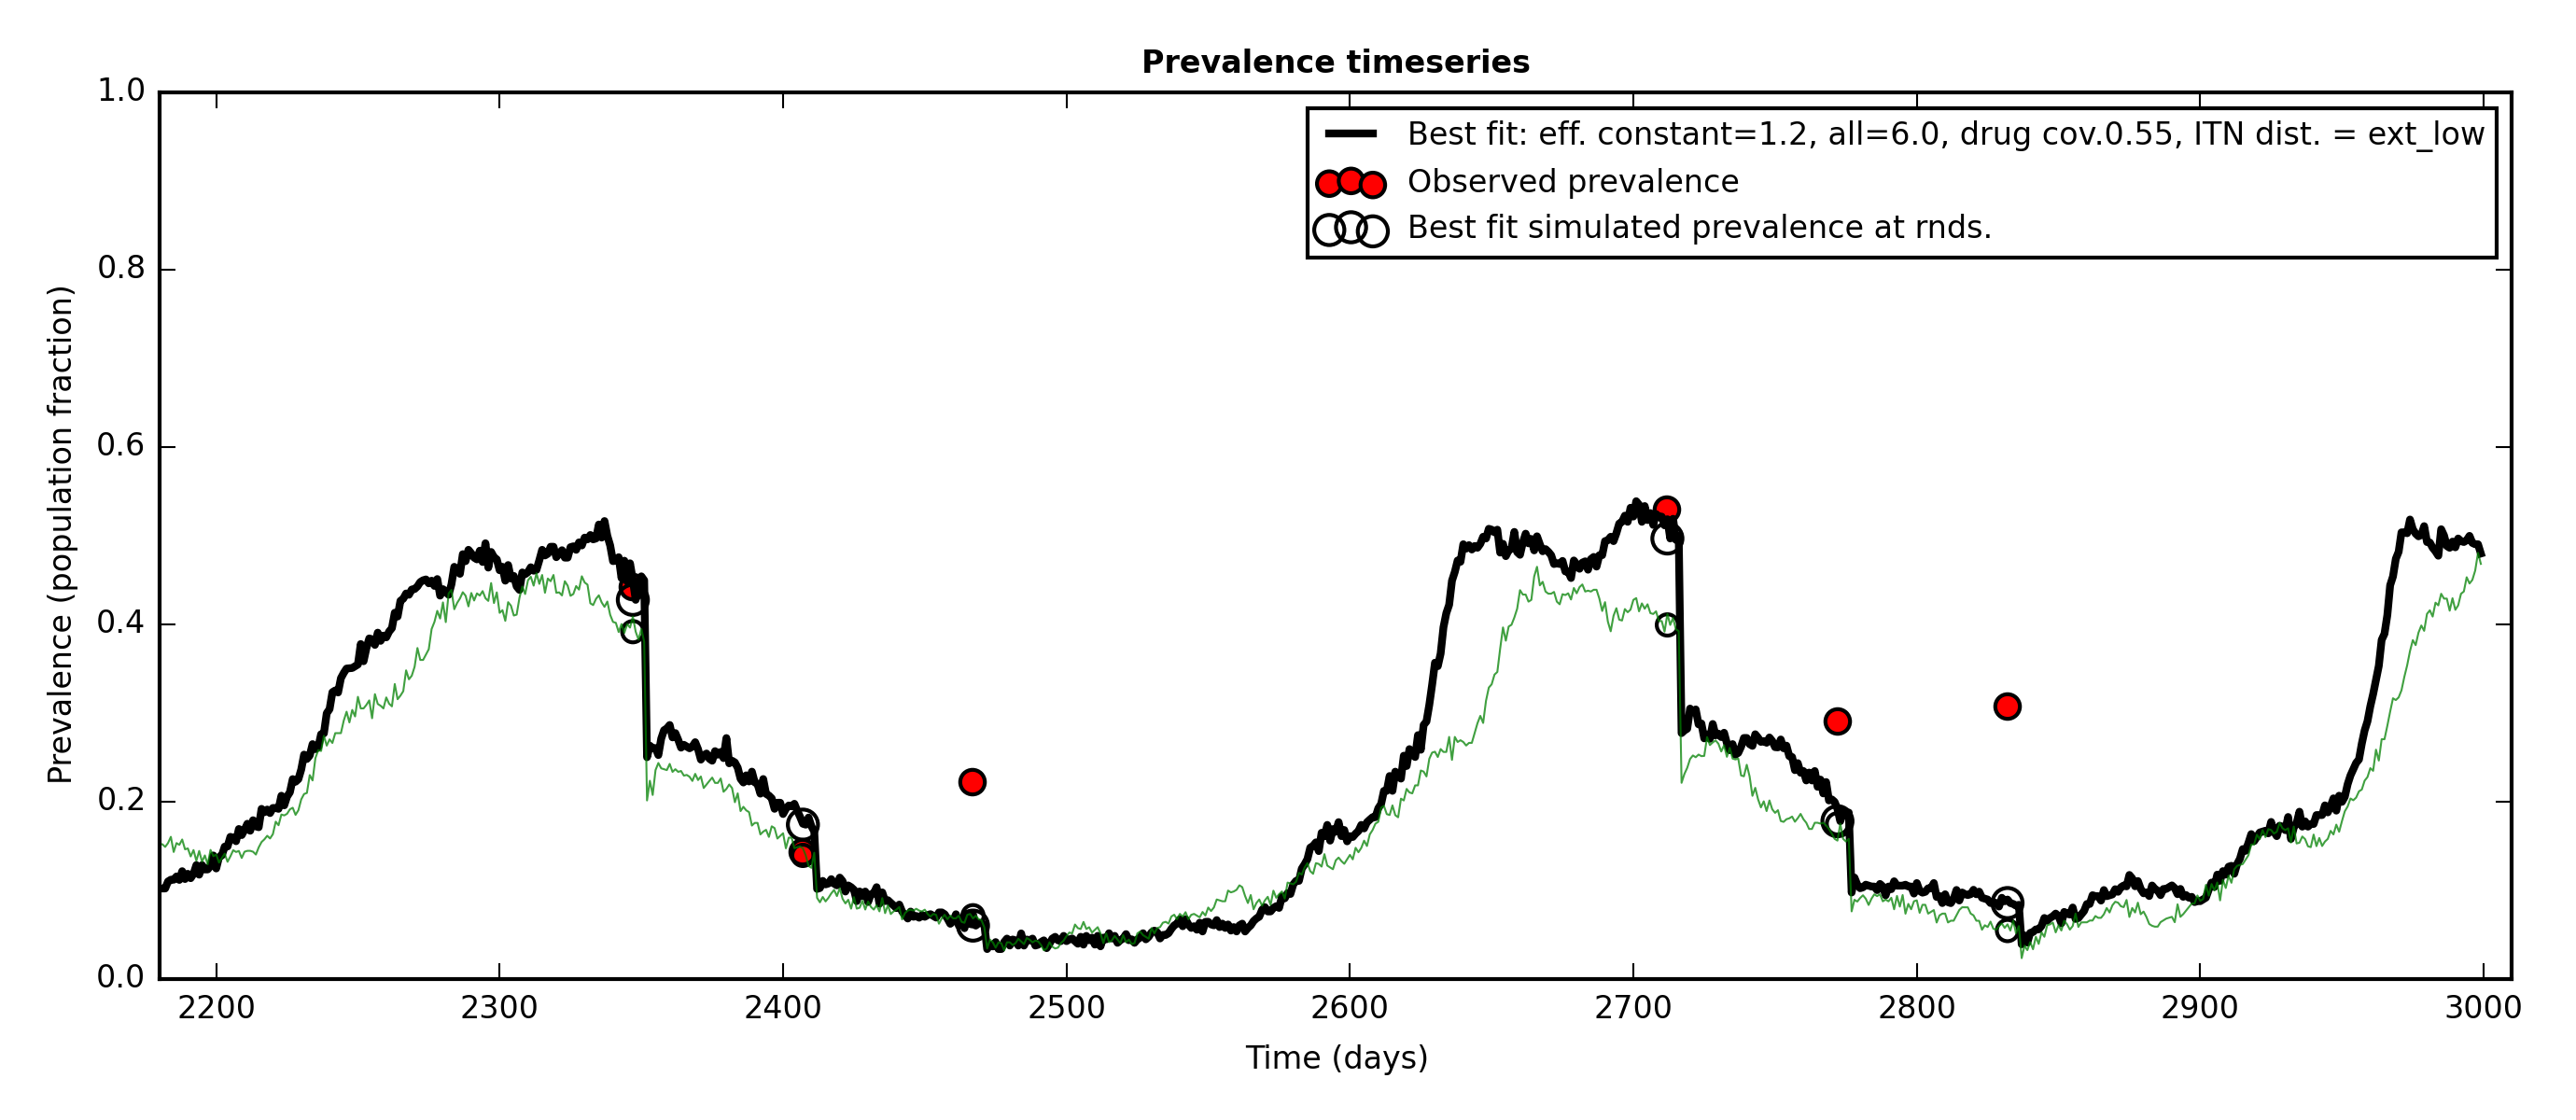 Prevalence timeseries
1.0
0.8
0.6
0.4
0.2
0.0
Prevalence (population fraction)
Best fit: eff. constant=1.2, all=6.0, drug cov.0.55, ITN dist. = ext_low
Observed prevalence
Best fit simulated prevalence at rnds.
2200 2300 2400 2500 2600 2700 2800 2900 3000
Time (days)